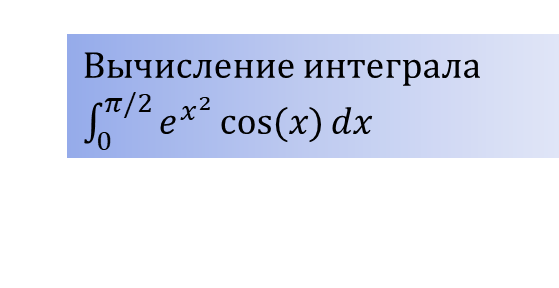 Вычисление интеграла
∫₀^π/2 e^x² cos(x) dx